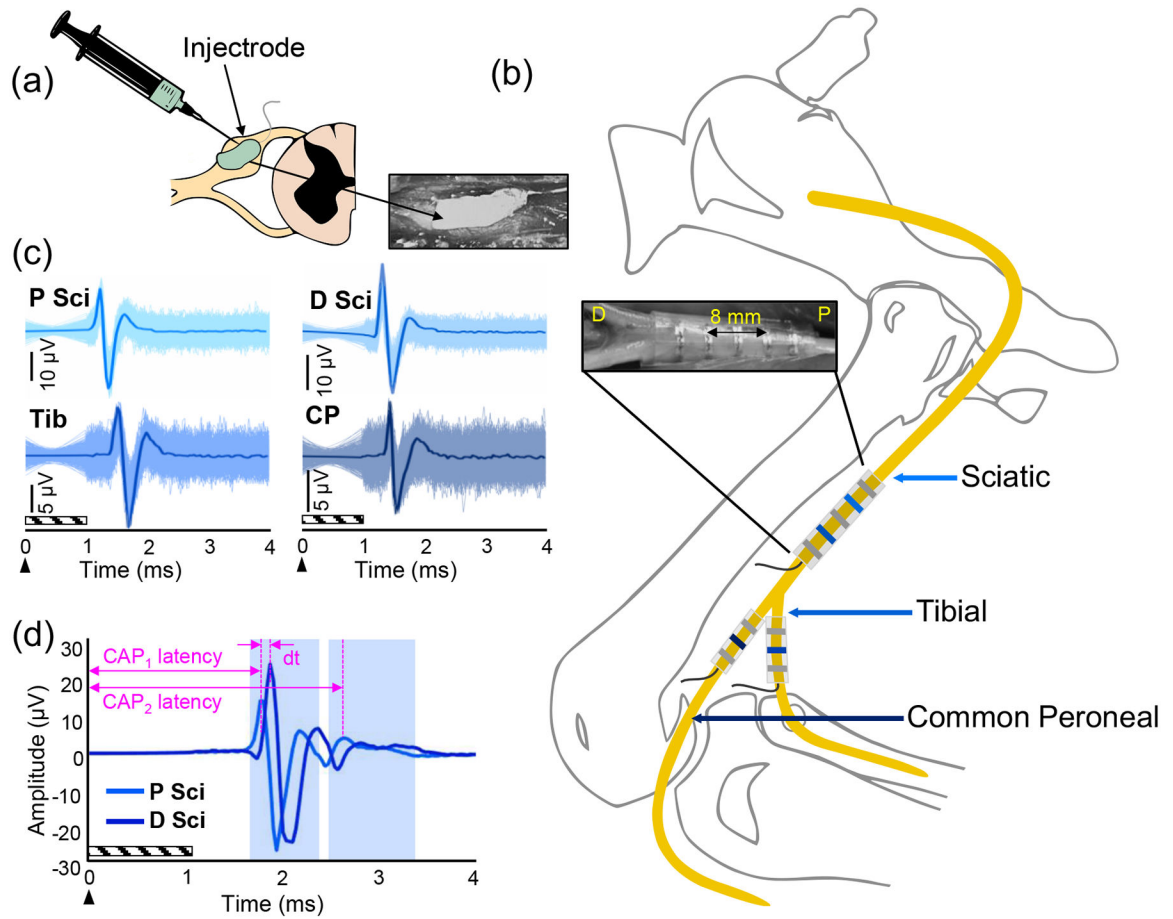 (a)
Injectrode
(b)
(c)
P Sci
10 µV
D Sci
10 µV
Tib
5 µV
CP
5 µV
0 1 2 3 4
Time (ms)
0 1 2 3 4
Time (ms)
D
8 mm
P
Sciatic
Tibial
Common Peroneal
(d)
CAP1 latency
dt
CAP2 latency
30
20
10
0
-10
-20
-30
Amplitude (µV)
P Sci
D Sci
0 1 2 3 4
Time (ms)